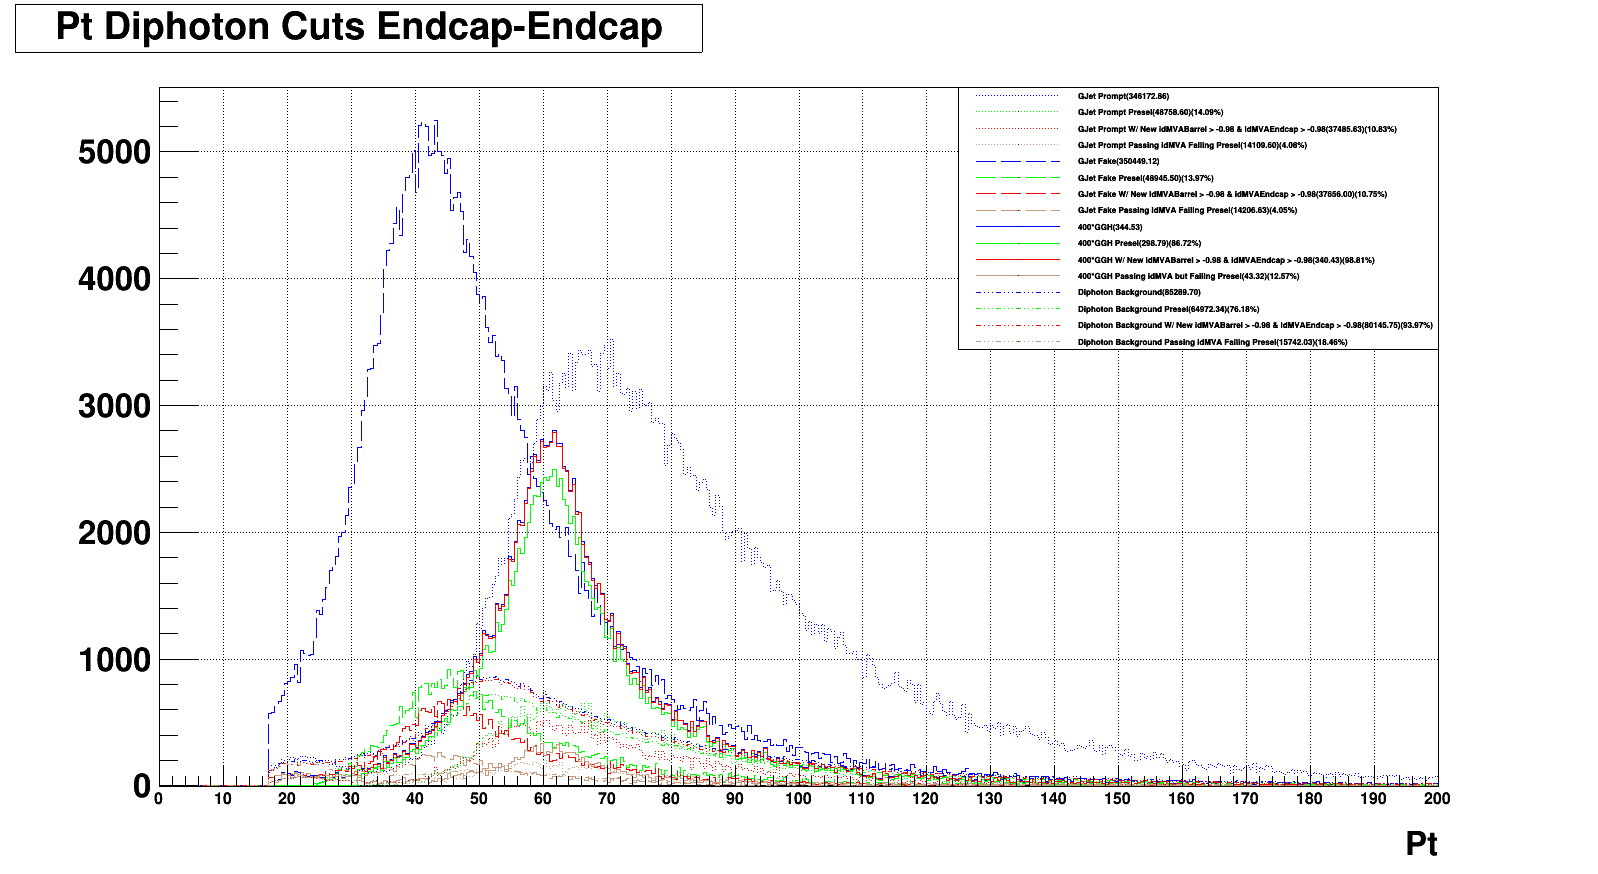 Pt Diphoton Cuts Endcap-Endcap
GJet Prompt(346172.86)
GJet Prompt Presel(48758.60)(14.09%)
GJet Prompt W/ New idMVABarrel > -0.98 & idMVAEndcap > -0.98(37485.63)(10.83%)
GJet Prompt Passing idMVA Failing Presel(14109.60)(4.08%)
GJet Fake(350449.12)
GJet Fake Presel(48945.50)(13.97%)
GJet Fake W/ New idMVABarrel > -0.98 & idMVAEndcap > -0.98(37656.00)(10.75%)
GJet Fake Passing idMVA Failing Presel(14206.63)(4.05%)
400*GGH(344.53)
400*GGH Presel(298.79)(86.72%)
400*GGH W/ New idMVABarrel > -0.98 & idMVAEndcap > -0.98(340.43)(98.81%)
400*GGH Passing idMVA but Failing Presel(43.32)(12.57%)
Diphoton Background(85289.70)
Diphoton Background Presel(64972.34)(76.18%)
Diphoton Background W/ New idMVABarrel > -0.98 & idMVAEndcap > -0.98(80145.75)(93.97%)
Diphoton Background Passing idMVA Failing Presel(15742.03)(18.46%)
5000
4000
3000
2000
1000
0
0 10 20 30 40 50 60 70 80 90 100 110 120 130 140 150 160 170 180 190 200
Pt